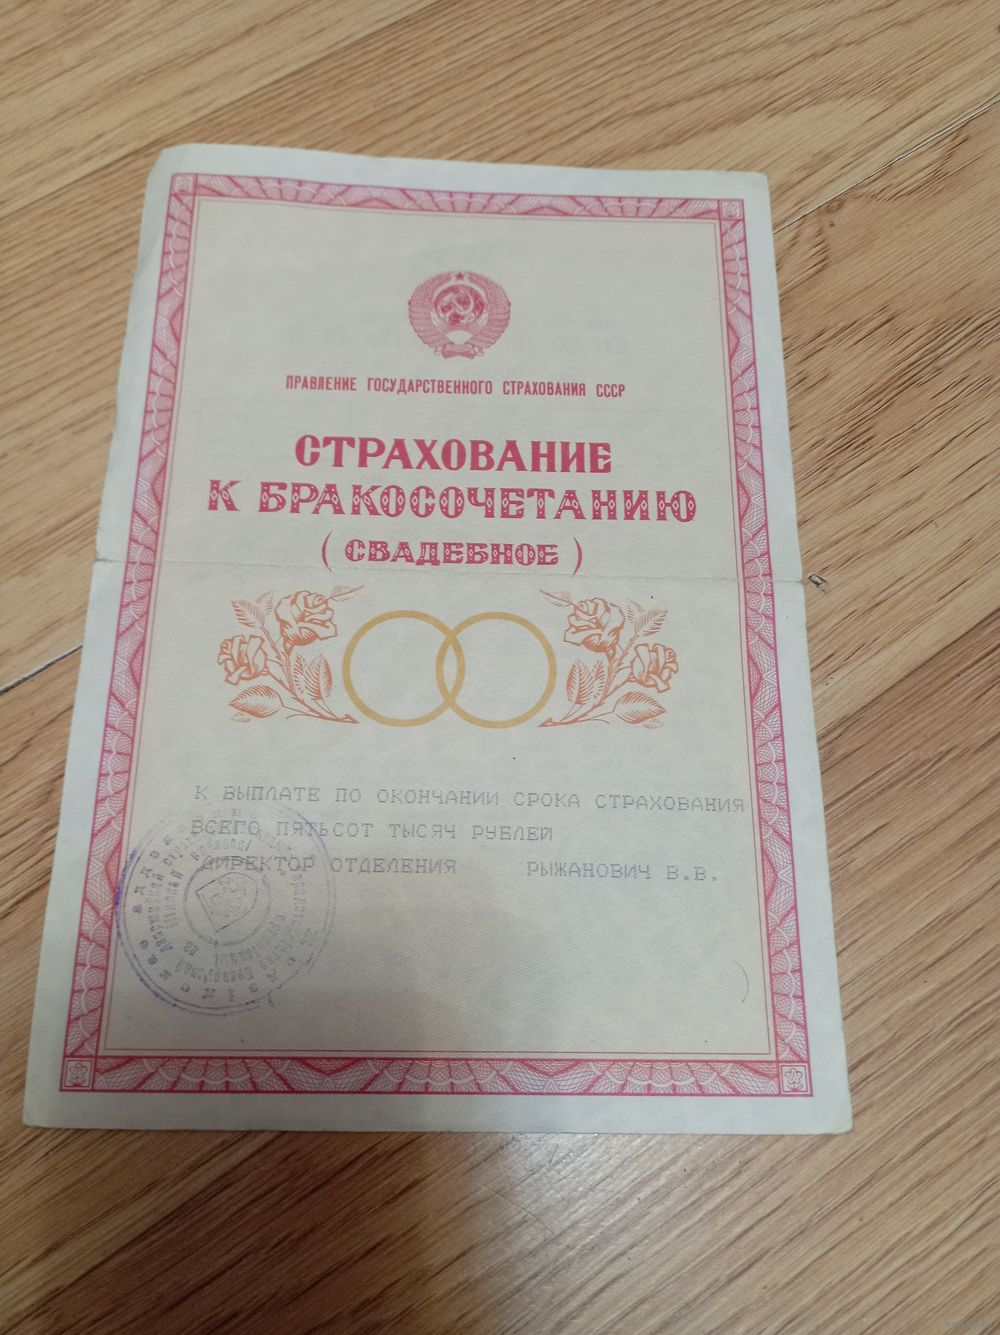 ПРАВЛЕНИЕ ГОСУДАРСТВЕННОГО СТРАХОВАНИЯ СССР
СТРАХОВАНИЕ
К БРАКОСОЧЕТАНИЮ
(СВАДЕБНОЕ)
К ВЫПЛАТЕ ПО ОКОНЧАНИИ СРОКА СТРАХОВАНИЯ
ВСЕГО ПЯТЬСОТ ТЫСЯЧ РУБЛЕЙ
ДИРЕКТОР ОТДЕЛЕНИЯ РЫЖАНОВИЧ В.В.